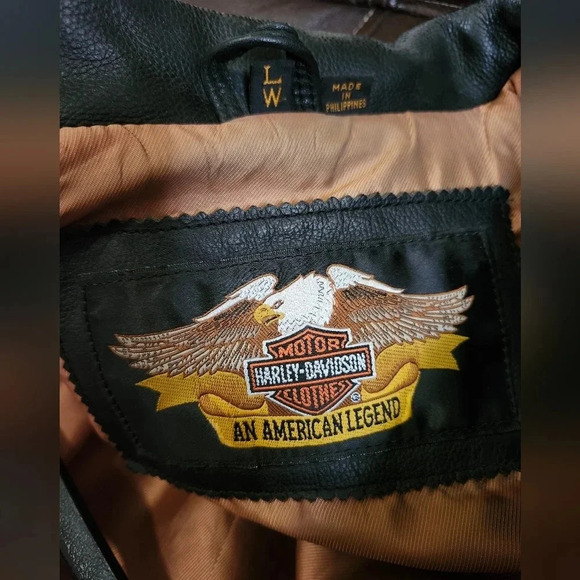 L
W
MADE
IN
PHILIPPINES
MOTOR
HARLEY-DAVIDSON
CLOTHES
®
AN AMERICAN LEGEND